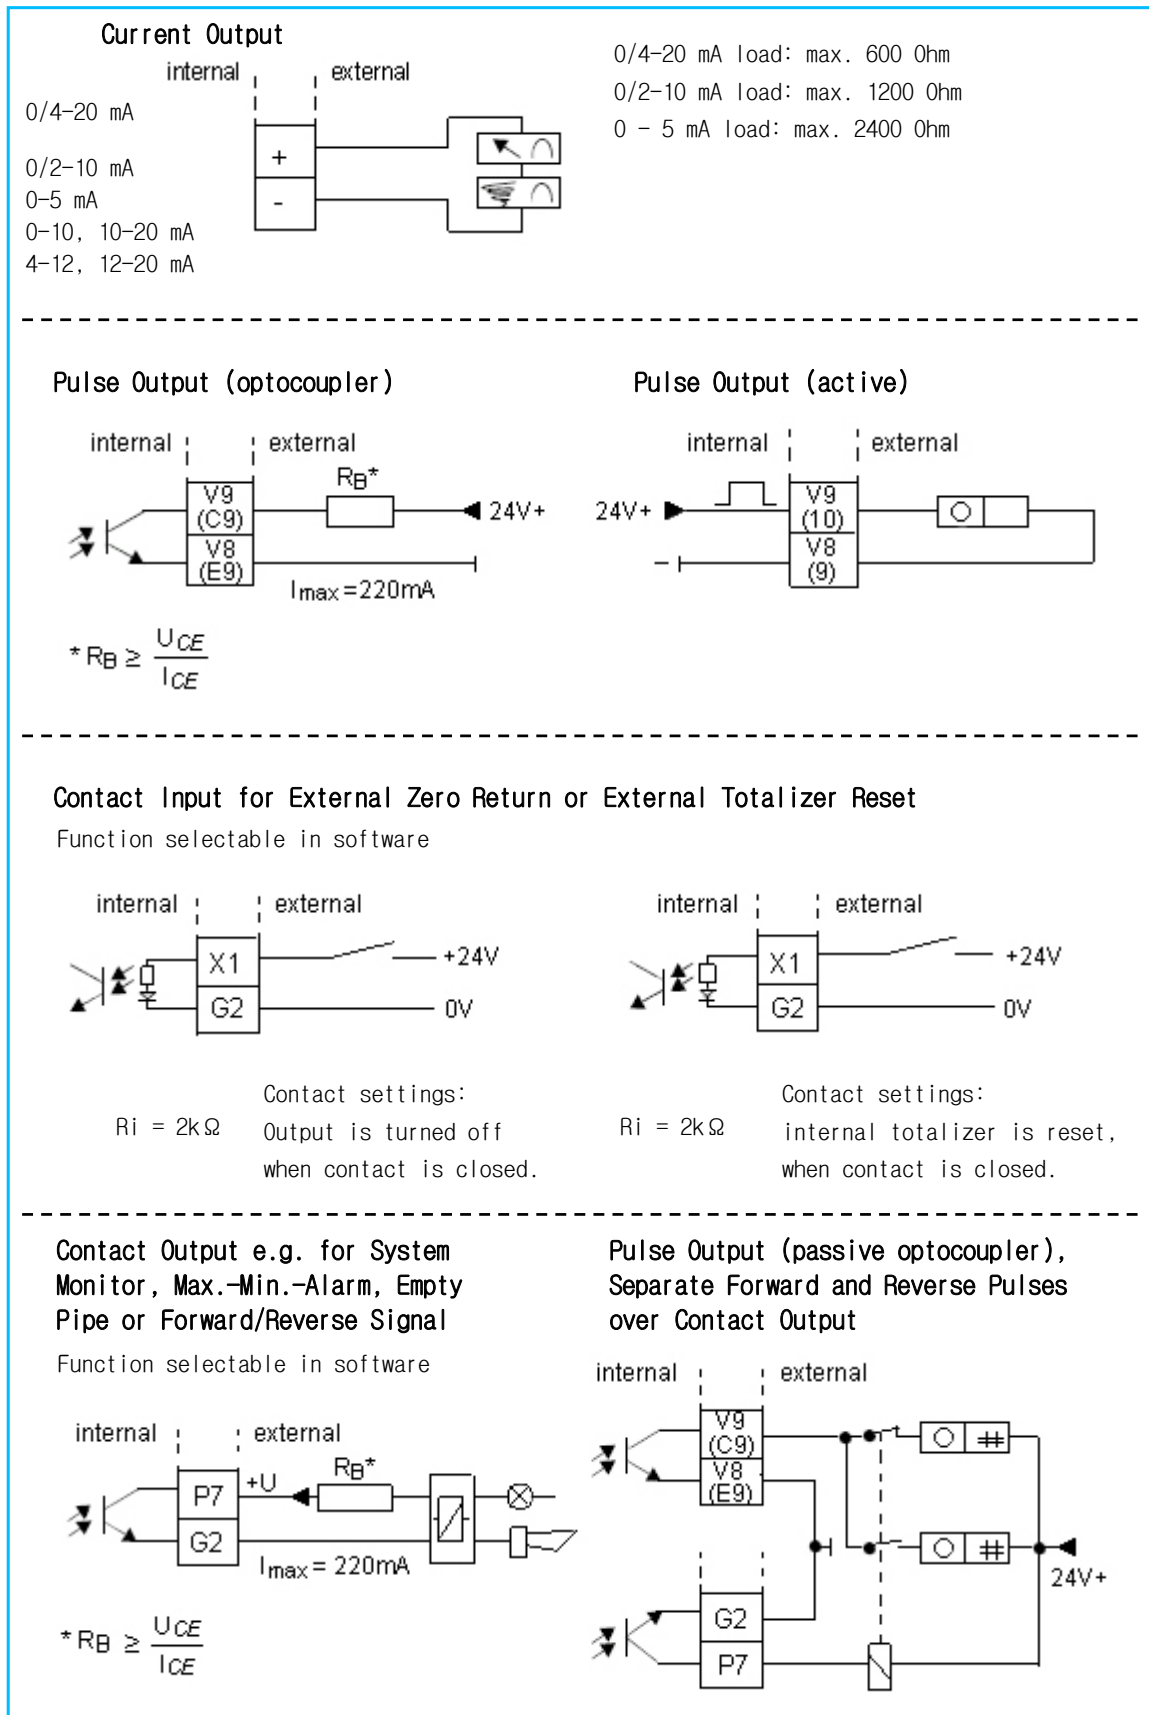 Current Output
internal external
0/4-20 mA
0/2-10 mA
0-5 mA
0-10, 10-20 mA
4-12, 12-20 mA
+
-
0/4-20 mA load: max. 600 Ohm
0/2-10 mA load: max. 1200 Ohm
0 - 5 mA load: max. 2400 Ohm
Pulse Output (optocoupler)
internal external
V9
(C9)
V8
(E9)
RB*
24V+
Imax=220mA
* RB ≥ UCE
ICE
Pulse Output (active)
internal external
24V+
-
V9
(10)
V8
(9)
Contact Input for External Zero Return or External Totalizer Reset
Function selectable in software
internal external
X1
G2
+24V
0V
Ri = 2kΩ
Contact settings:
Output is turned off
when contact is closed.
internal external
X1
G2
+24V
0V
Ri = 2kΩ
Contact settings:
internal totalizer is reset,
when contact is closed.
Contact Output e.g. for System
Monitor, Max.-Min.-Alarm, Empty
Pipe or Forward/Reverse Signal
Function selectable in software
internal external
P7
G2
+U
RB*
Imax = 220mA
* RB ≥ UCE
ICE
Pulse Output (passive optocoupler),
Separate Forward and Reverse Pulses
over Contact Output
internal external
V9
(C9)
V8
(E9)
24V+
G2
P7